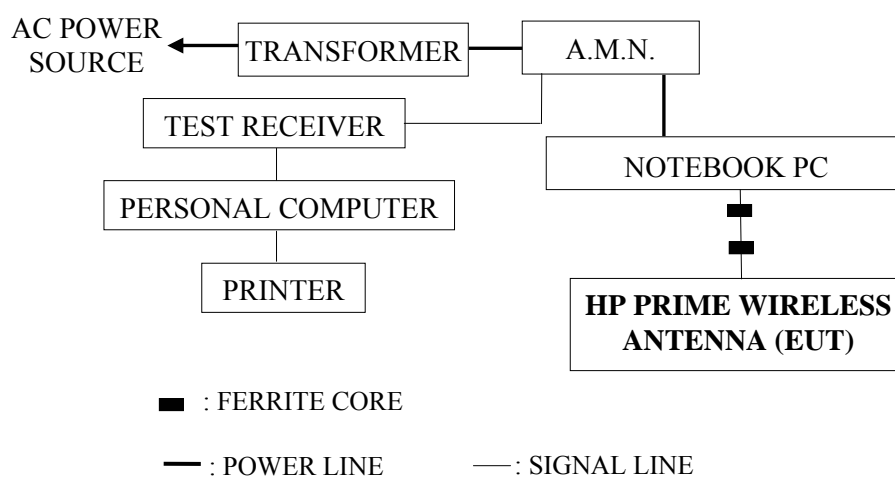 AC POWER
SOURCE
TRANSFORMER
A.M.N.
TEST RECEIVER
NOTEBOOK PC
PERSONAL COMPUTER
PRINTER
HP PRIME WIRELESS
ANTENNA (EUT)
: FERRITE CORE
: POWER LINE
: SIGNAL LINE